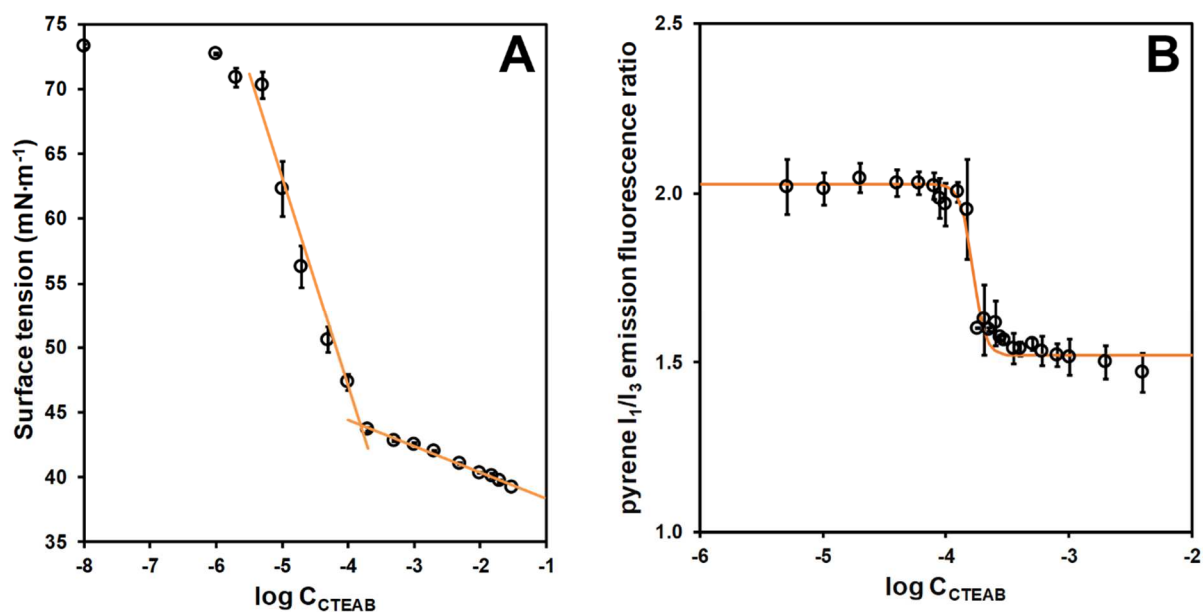 A
Surface tension (mN·m⁻¹)
75
70
65
60
55
50
45
40
35
-8 -7 -6 -5 -4 -3 -2 -1
log C_CTEAB
B
pyrene I₁/I₃ emission fluorescence ratio
2.5
2.0
1.5
1.0
-6 -5 -4 -3 -2
log C_CTEAB